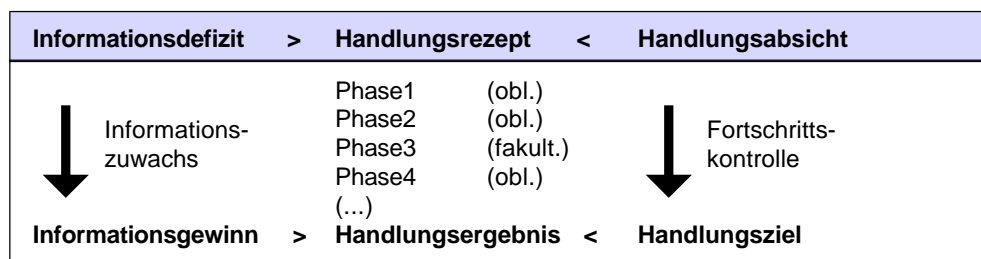 Informationsdefizit > Handlungsrezept < Handlungsabsicht
Phase1 (obl.)
Phase2 (obl.)
Informations- Phase3 (fakult.) Fortschritts-
zuwachs Phase4 (obl.) kontrolle
(...)
Informationsgewinn > Handlungsergebnis < Handlungsziel